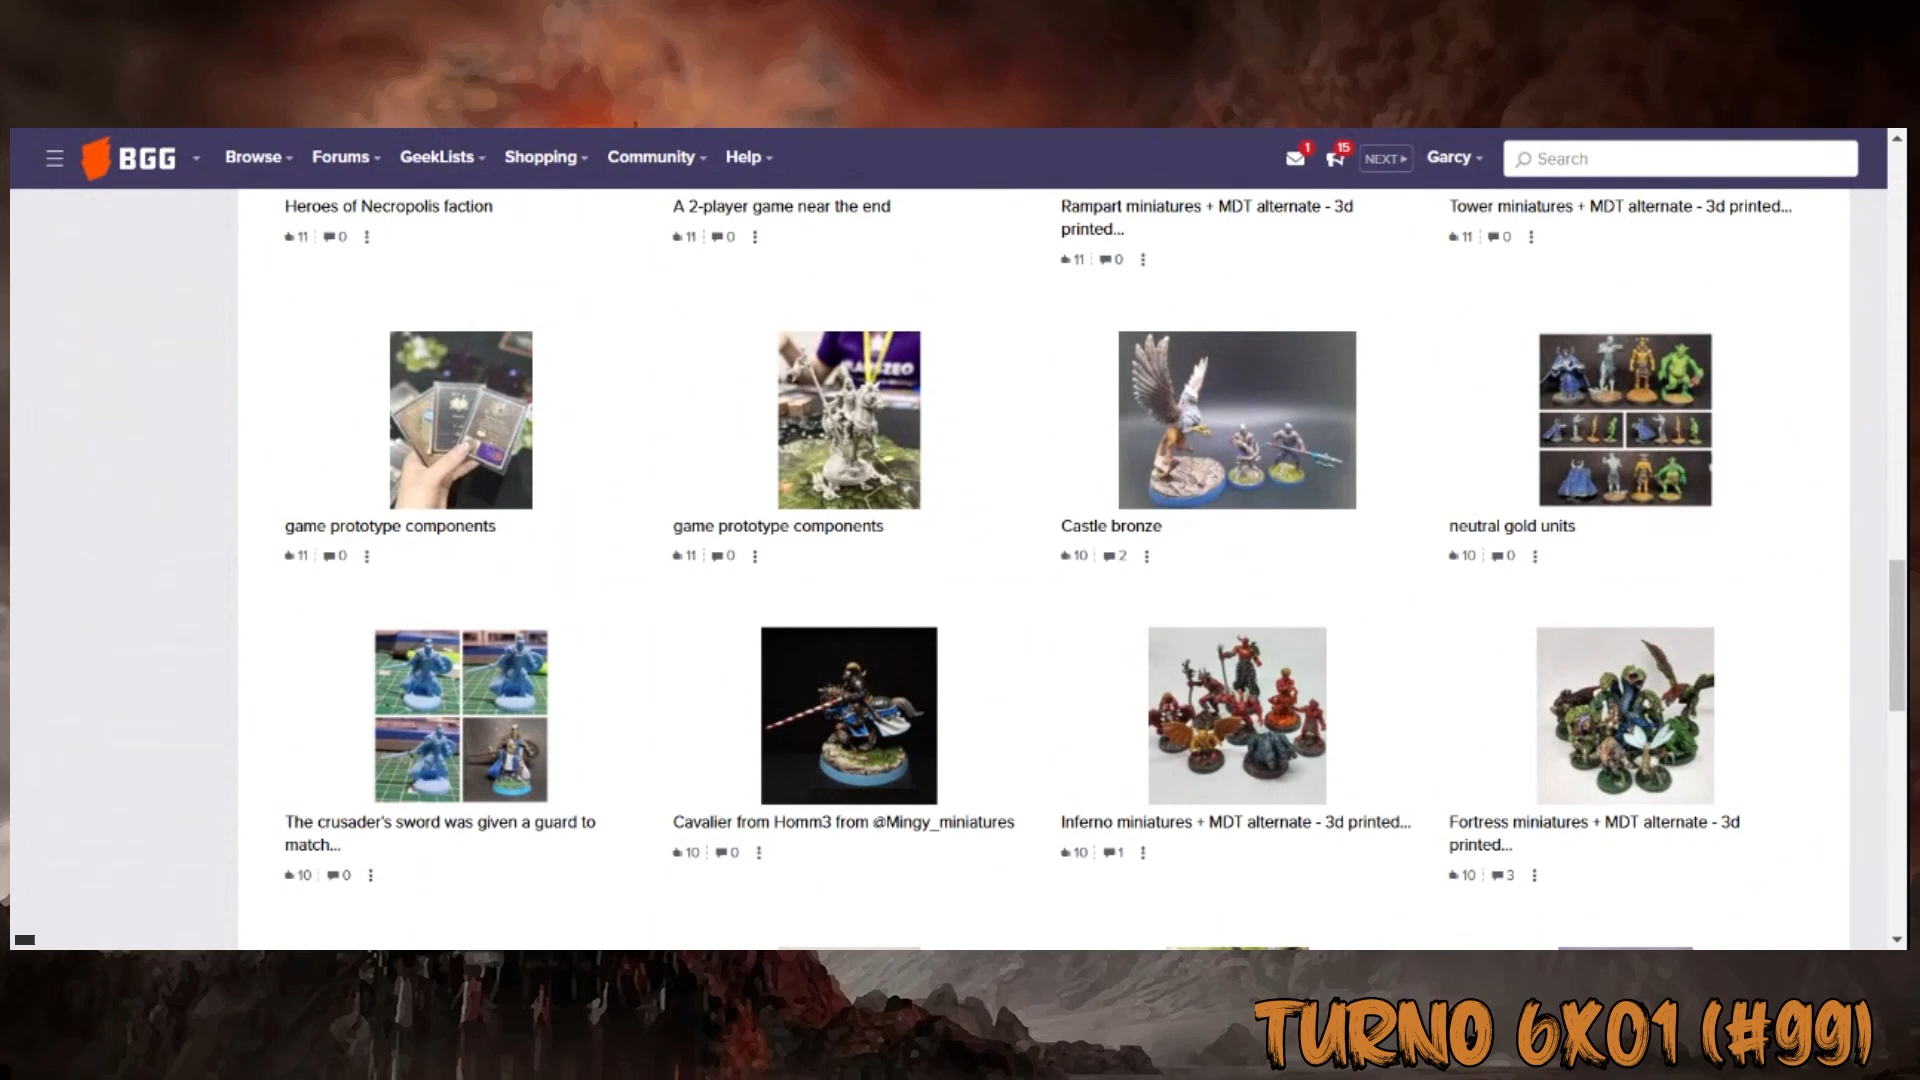 BGG Browse Forums GeekLists Shopping Community Help 1 15 NEXT Garcy Search
Heroes of Necropolis faction
11 0
A 2-player game near the end
11 0
Rampart miniatures + MDT alternate - 3d
printed...
11 0
Tower miniatures + MDT alternate - 3d printed...
11 0
game prototype components
11 0
game prototype components
11 0
Castle bronze
10 2
neutral gold units
10 0
The crusader's sword was given a guard to
match...
10 0
Cavalier from Homm3 from @Mingy_miniatures
10 0
Inferno miniatures + MDT alternate - 3d printed...
10 1
Fortress miniatures + MDT alternate - 3d
printed...
10 3
TURNO 6X01 (#99)